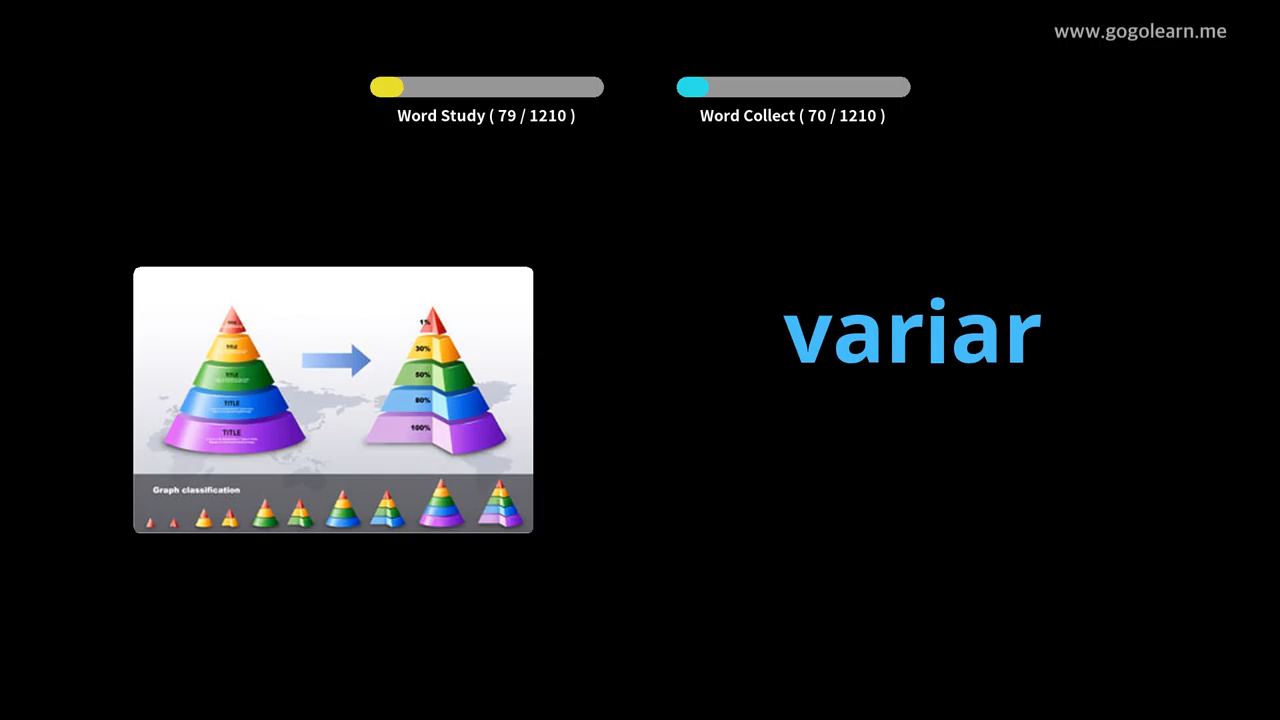 www.gogolearn.me
Word Study ( 79 / 1210 )
Word Collect ( 70 / 1210 )
variar
TITLE
TITLE
TITLE
TITLE
1%
30%
50%
80%
100%
Graph classification